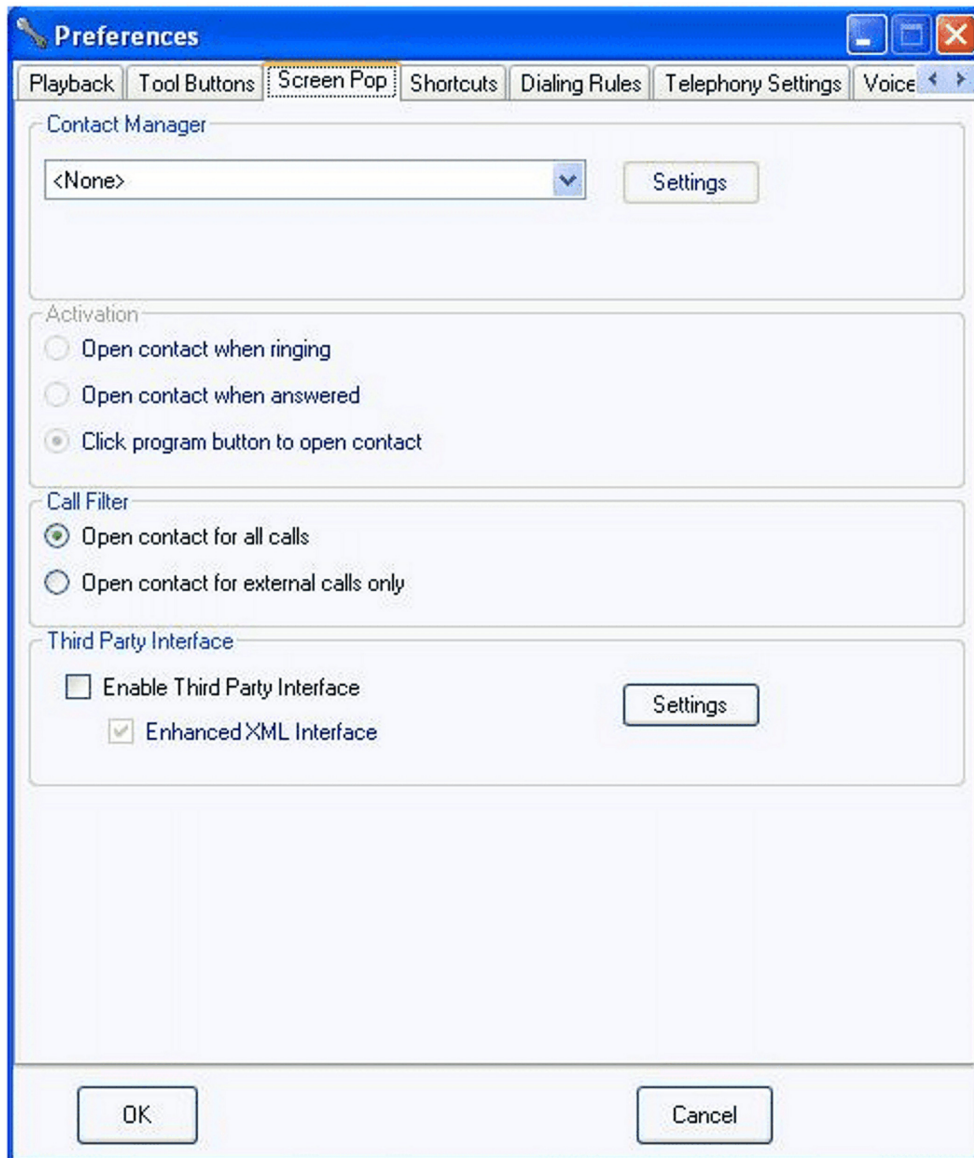 Preferences
Playback Tool Buttons Screen Pop Shortcuts Dialing Rules Telephony Settings Voice
Contact Manager
<None> Settings
Activation
Open contact when ringing
Open contact when answered
Click program button to open contact
Call Filter
Open contact for all calls
Open contact for external calls only
Third Party Interface
Enable Third Party Interface Settings
Enhanced XML Interface
OK Cancel